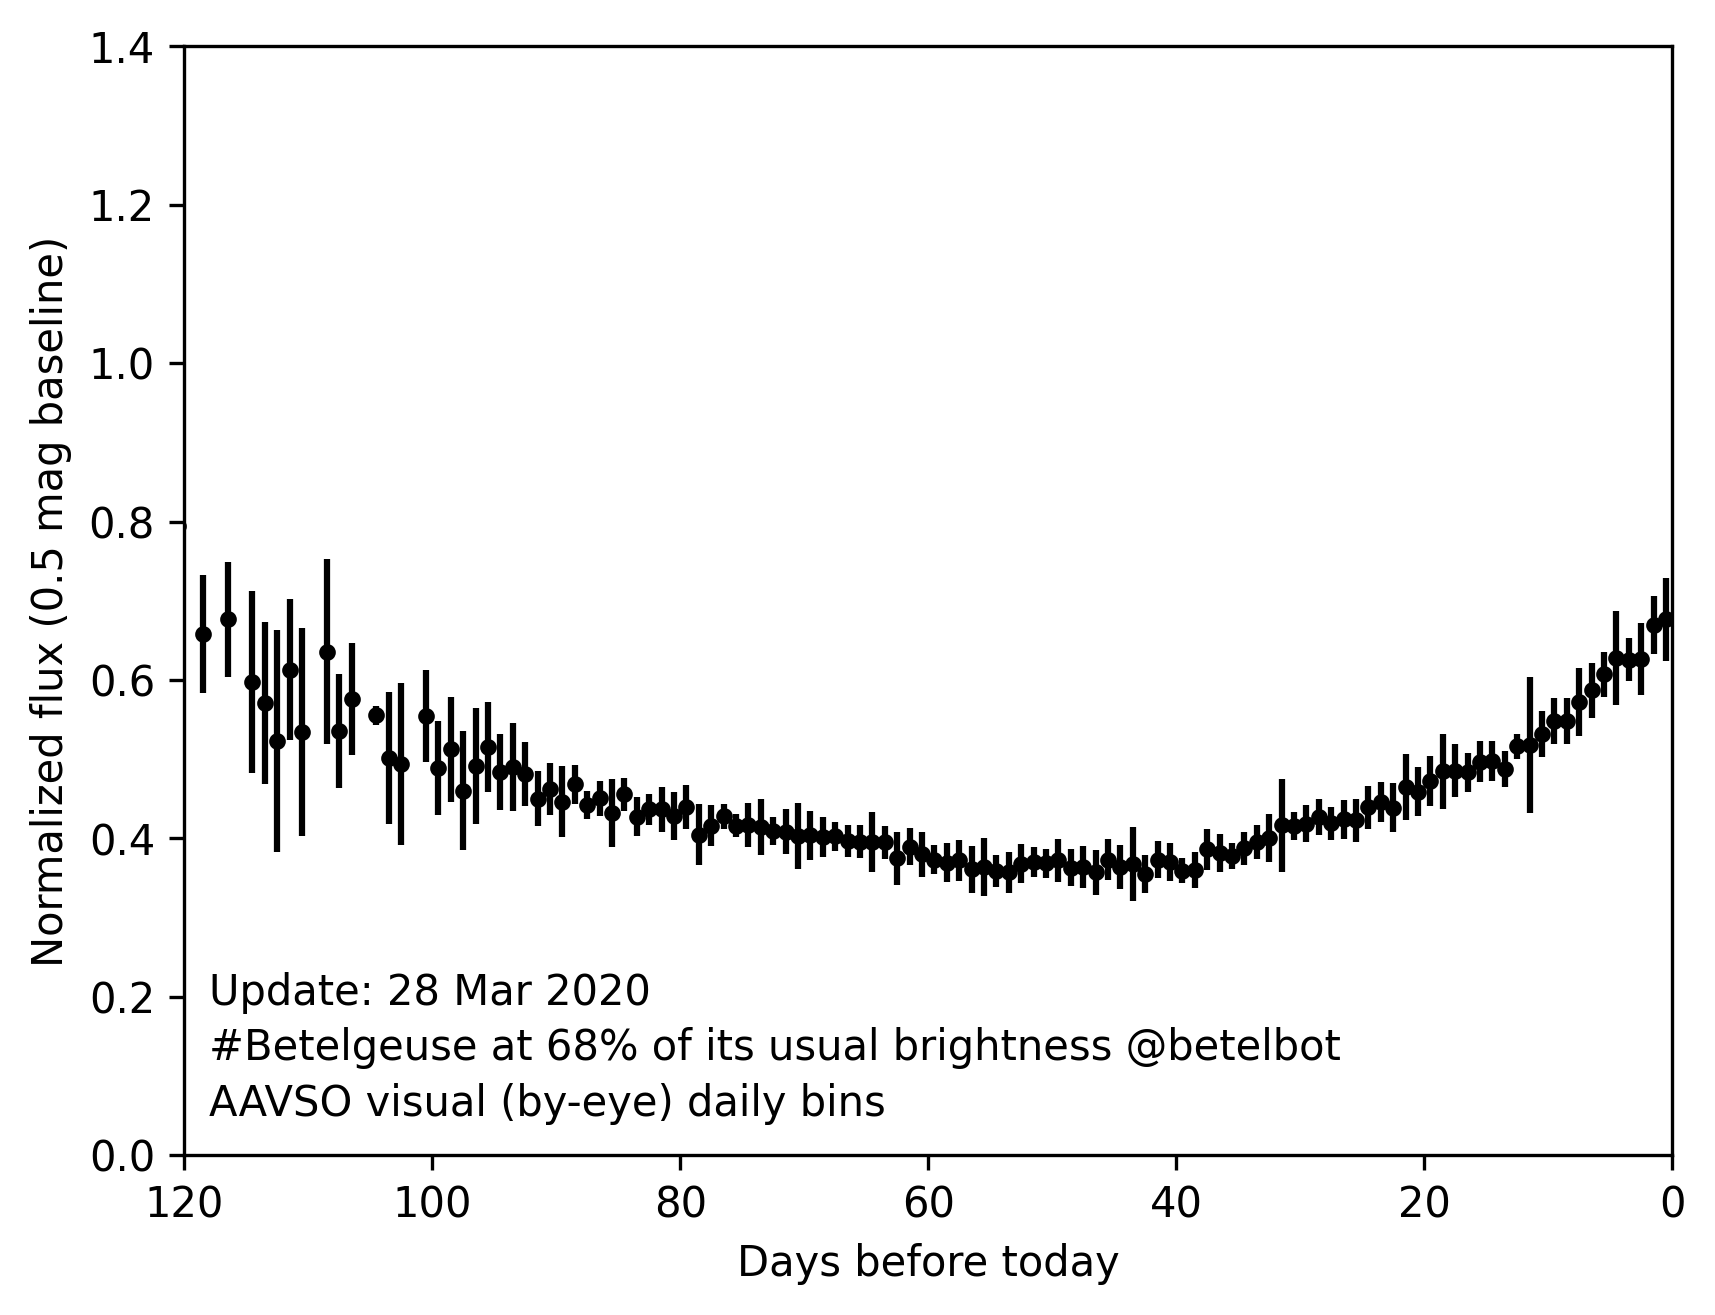 1.4
1.2
1.0
0.8
0.6
0.4
0.2
0.0
Normalized flux (0.5 mag baseline)
Update: 28 Mar 2020
#Betelgeuse at 68% of its usual brightness @betelbot
AAVSO visual (by-eye) daily bins
120 100 80 60 40 20 0
Days before today